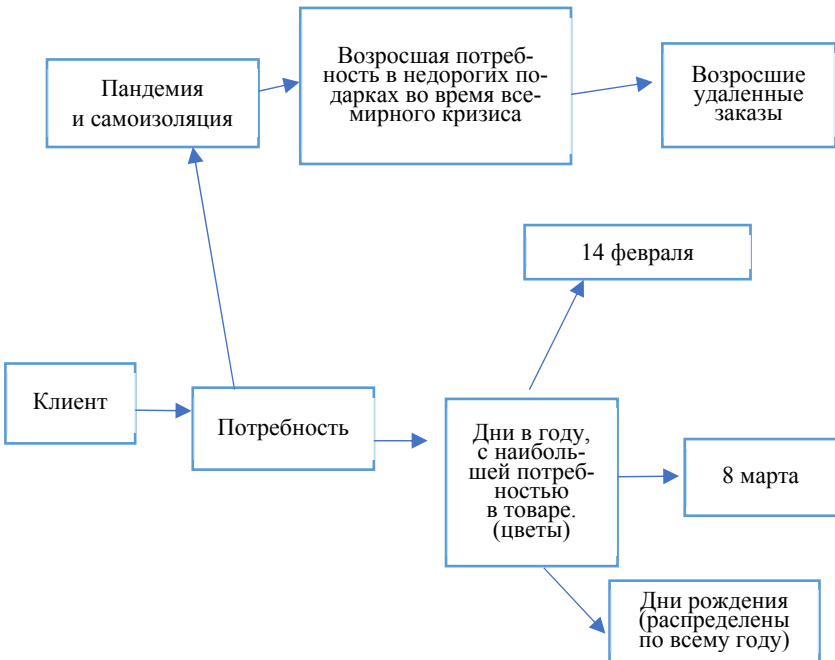 Возросшая потреб-
ность в недорогих по-
дарках во время все-
мирного кризиса
Пандемия
и самоизоляция
Возросшие
удаленные
заказы
14 февраля
Клиент
Потребность
Дни в году,
с наиболь-
шей потреб-
ностью
в товаре.
(цветы)
8 марта
Дни рождения
(распределены
по всему году)